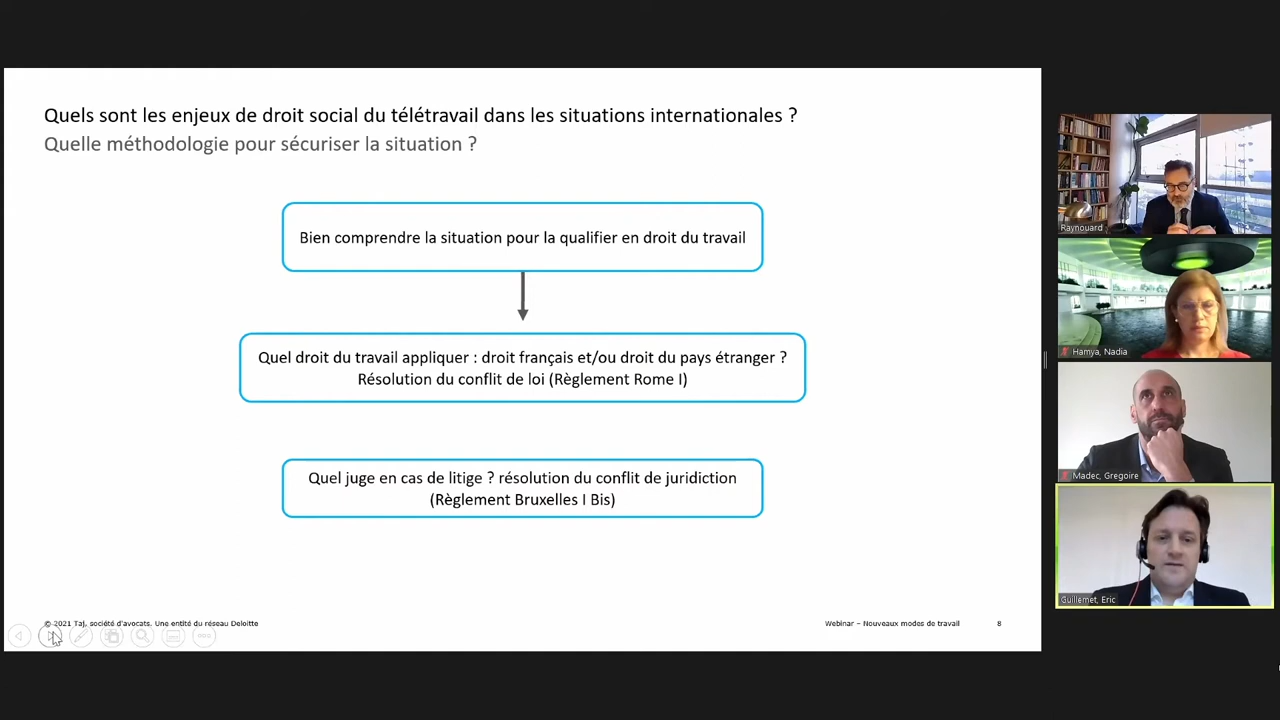 Quels sont les enjeux de droit social du télétravail dans les situations internationales ?
Quelle méthodologie pour sécuriser la situation ?
Bien comprendre la situation pour la qualifier en droit du travail
Quel droit du travail appliquer : droit français et/ou droit du pays étranger ?
Résolution du conflit de loi (Règlement Rome I)
Quel juge en cas de litige ? résolution du conflit de juridiction
(Règlement Bruxelles I Bis)
© 2021 Taj, société d'avocats. Une entité du réseau Deloitte
Webinar – Nouveaux modes de travail
8
Raynouard
Hamya, Nadia
Madec, Gregoire
Guillemet, Eric